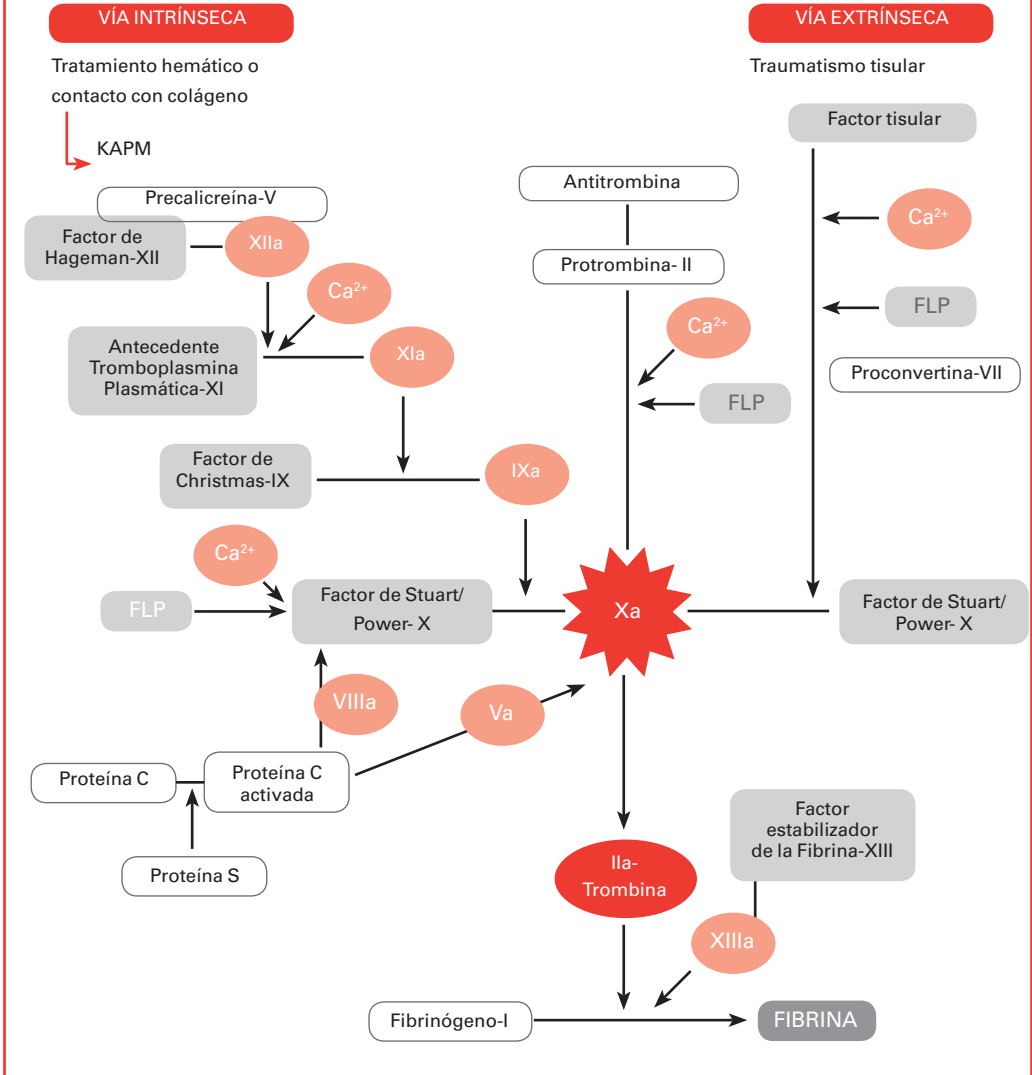 VÍA INTRÍNSECA
VÍA EXTRÍNSECA
Tratamiento hemático o
contacto con colágeno
Traumatismo tisular
KAPM
Factor tisular
Antitrombina
Precalicreína-V
Factor de
Hageman-XII
XIIa
Ca²⁺
Protrombina- II
Ca²⁺
FLP
Ca²⁺
Antecedente
Tromboplasmina
Plasmática-XI
XIa
Proconvertina-VII
FLP
Factor de
Christmas-IX
IXa
Ca²⁺
FLP
Factor de Stuart/
Power- X
Xa
Factor de Stuart/
Power- X
VIIIa
Va
Proteína C
Proteína C
activada
Proteína S
Factor
estabilizador
de la Fibrina-XIII
IIa-
Trombina
XIIIa
Fibrinógeno-I
FIBRINA